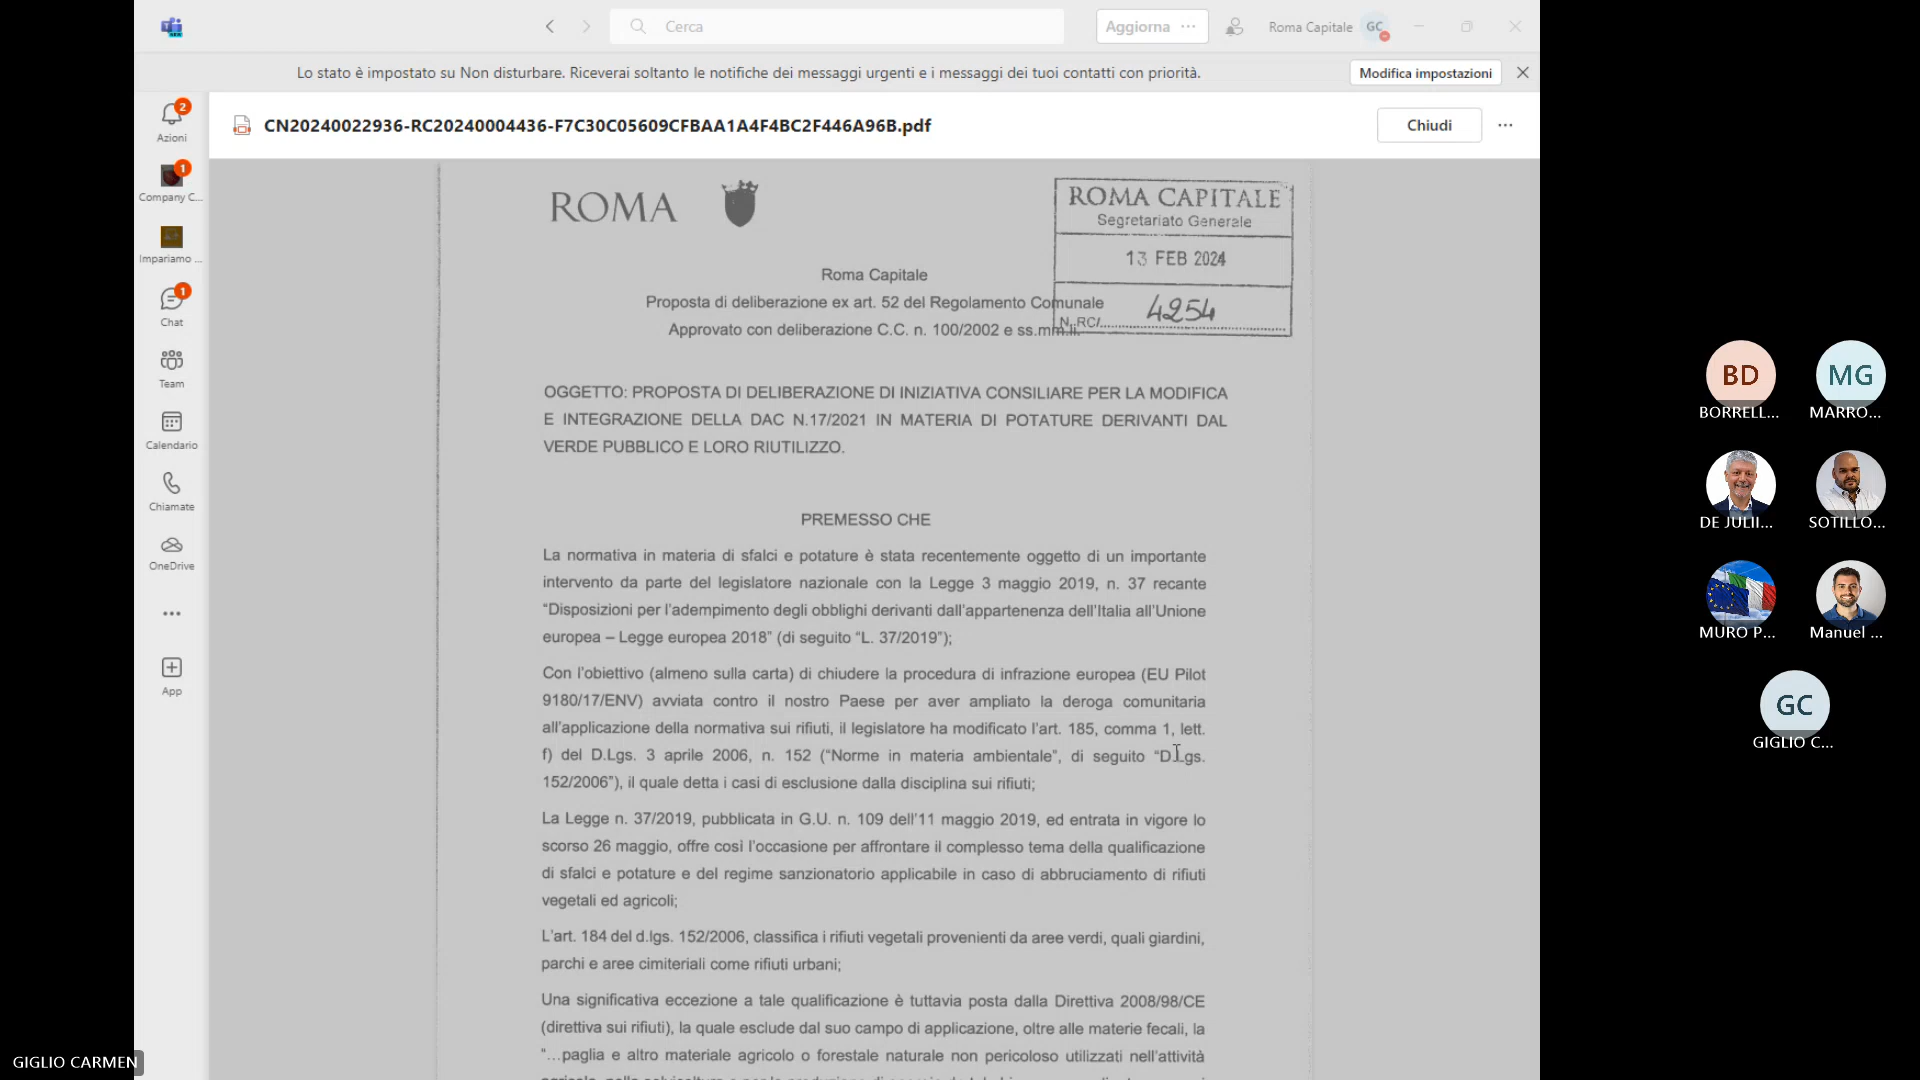 Cerca
Aggiorna ···
Roma Capitale GC
Lo stato è impostato su Non disturbare. Riceverai soltanto le notifiche dei messaggi urgenti e i messaggi dei tuoi contatti con priorità.
Modifica impostazioni
2
Azioni
1
Company C...
Impariamo ...
1
Chat
Team
Calendario
Chiamate
OneDrive
App
CN20240022936-RC20240004436-F7C30C05609CFBAA1A4F4BC2F446A96B.pdf
Chiudi
ROMA
ROMA CAPITALE
Segretariato Generale
13 FEB 2024
N. RC/ 4254
Roma Capitale
Proposta di deliberazione ex art. 52 del Regolamento Comunale
Approvato con deliberazione C.C. n. 100/2002 e ss.mm.ii.
OGGETTO: PROPOSTA DI DELIBERAZIONE DI INIZIATIVA CONSILIARE PER LA MODIFICA
E INTEGRAZIONE DELLA DAC N.17/2021 IN MATERIA DI POTATURE DERIVANTI DAL
VERDE PUBBLICO E LORO RIUTILIZZO.
PREMESSO CHE
La normativa in materia di sfalci e potature è stata recentemente oggetto di un importante
intervento da parte del legislatore nazionale con la Legge 3 maggio 2019, n. 37 recante
“Disposizioni per l’adempimento degli obblighi derivanti dall’appartenenza dell’Italia all’Unione
europea – Legge europea 2018” (di seguito “L. 37/2019”);
Con l’obiettivo (almeno sulla carta) di chiudere la procedura di infrazione europea (EU Pilot
9180/17/ENV) avviata contro il nostro Paese per aver ampliato la deroga comunitaria
all’applicazione della normativa sui rifiuti, il legislatore ha modificato l’art. 185, comma 1, lett.
f) del D.Lgs. 3 aprile 2006, n. 152 (“Norme in materia ambientale”, di seguito “D.Lgs.
152/2006”), il quale detta i casi di esclusione dalla disciplina sui rifiuti;
La Legge n. 37/2019, pubblicata in G.U. n. 109 dell’11 maggio 2019, ed entrata in vigore lo
scorso 26 maggio, offre così l’occasione per affrontare il complesso tema della qualificazione
di sfalci e potature e del regime sanzionatorio applicabile in caso di abbruciamento di rifiuti
vegetali ed agricoli;
L’art. 184 del d.lgs. 152/2006, classifica i rifiuti vegetali provenienti da aree verdi, quali giardini,
parchi e aree cimiteriali come rifiuti urbani;
Una significativa eccezione a tale qualificazione è tuttavia posta dalla Direttiva 2008/98/CE
(direttiva sui rifiuti), la quale esclude dal suo campo di applicazione, oltre alle materie fecali, la
“…paglia e altro materiale agricolo o forestale naturale non pericoloso utilizzati nell’attività
BD
BORRELL...
MG
MARRO...
DE JULII...
SOTILLO...
MURO P...
Manuel ...
GC
GIGLIO C...
GIGLIO CARMEN